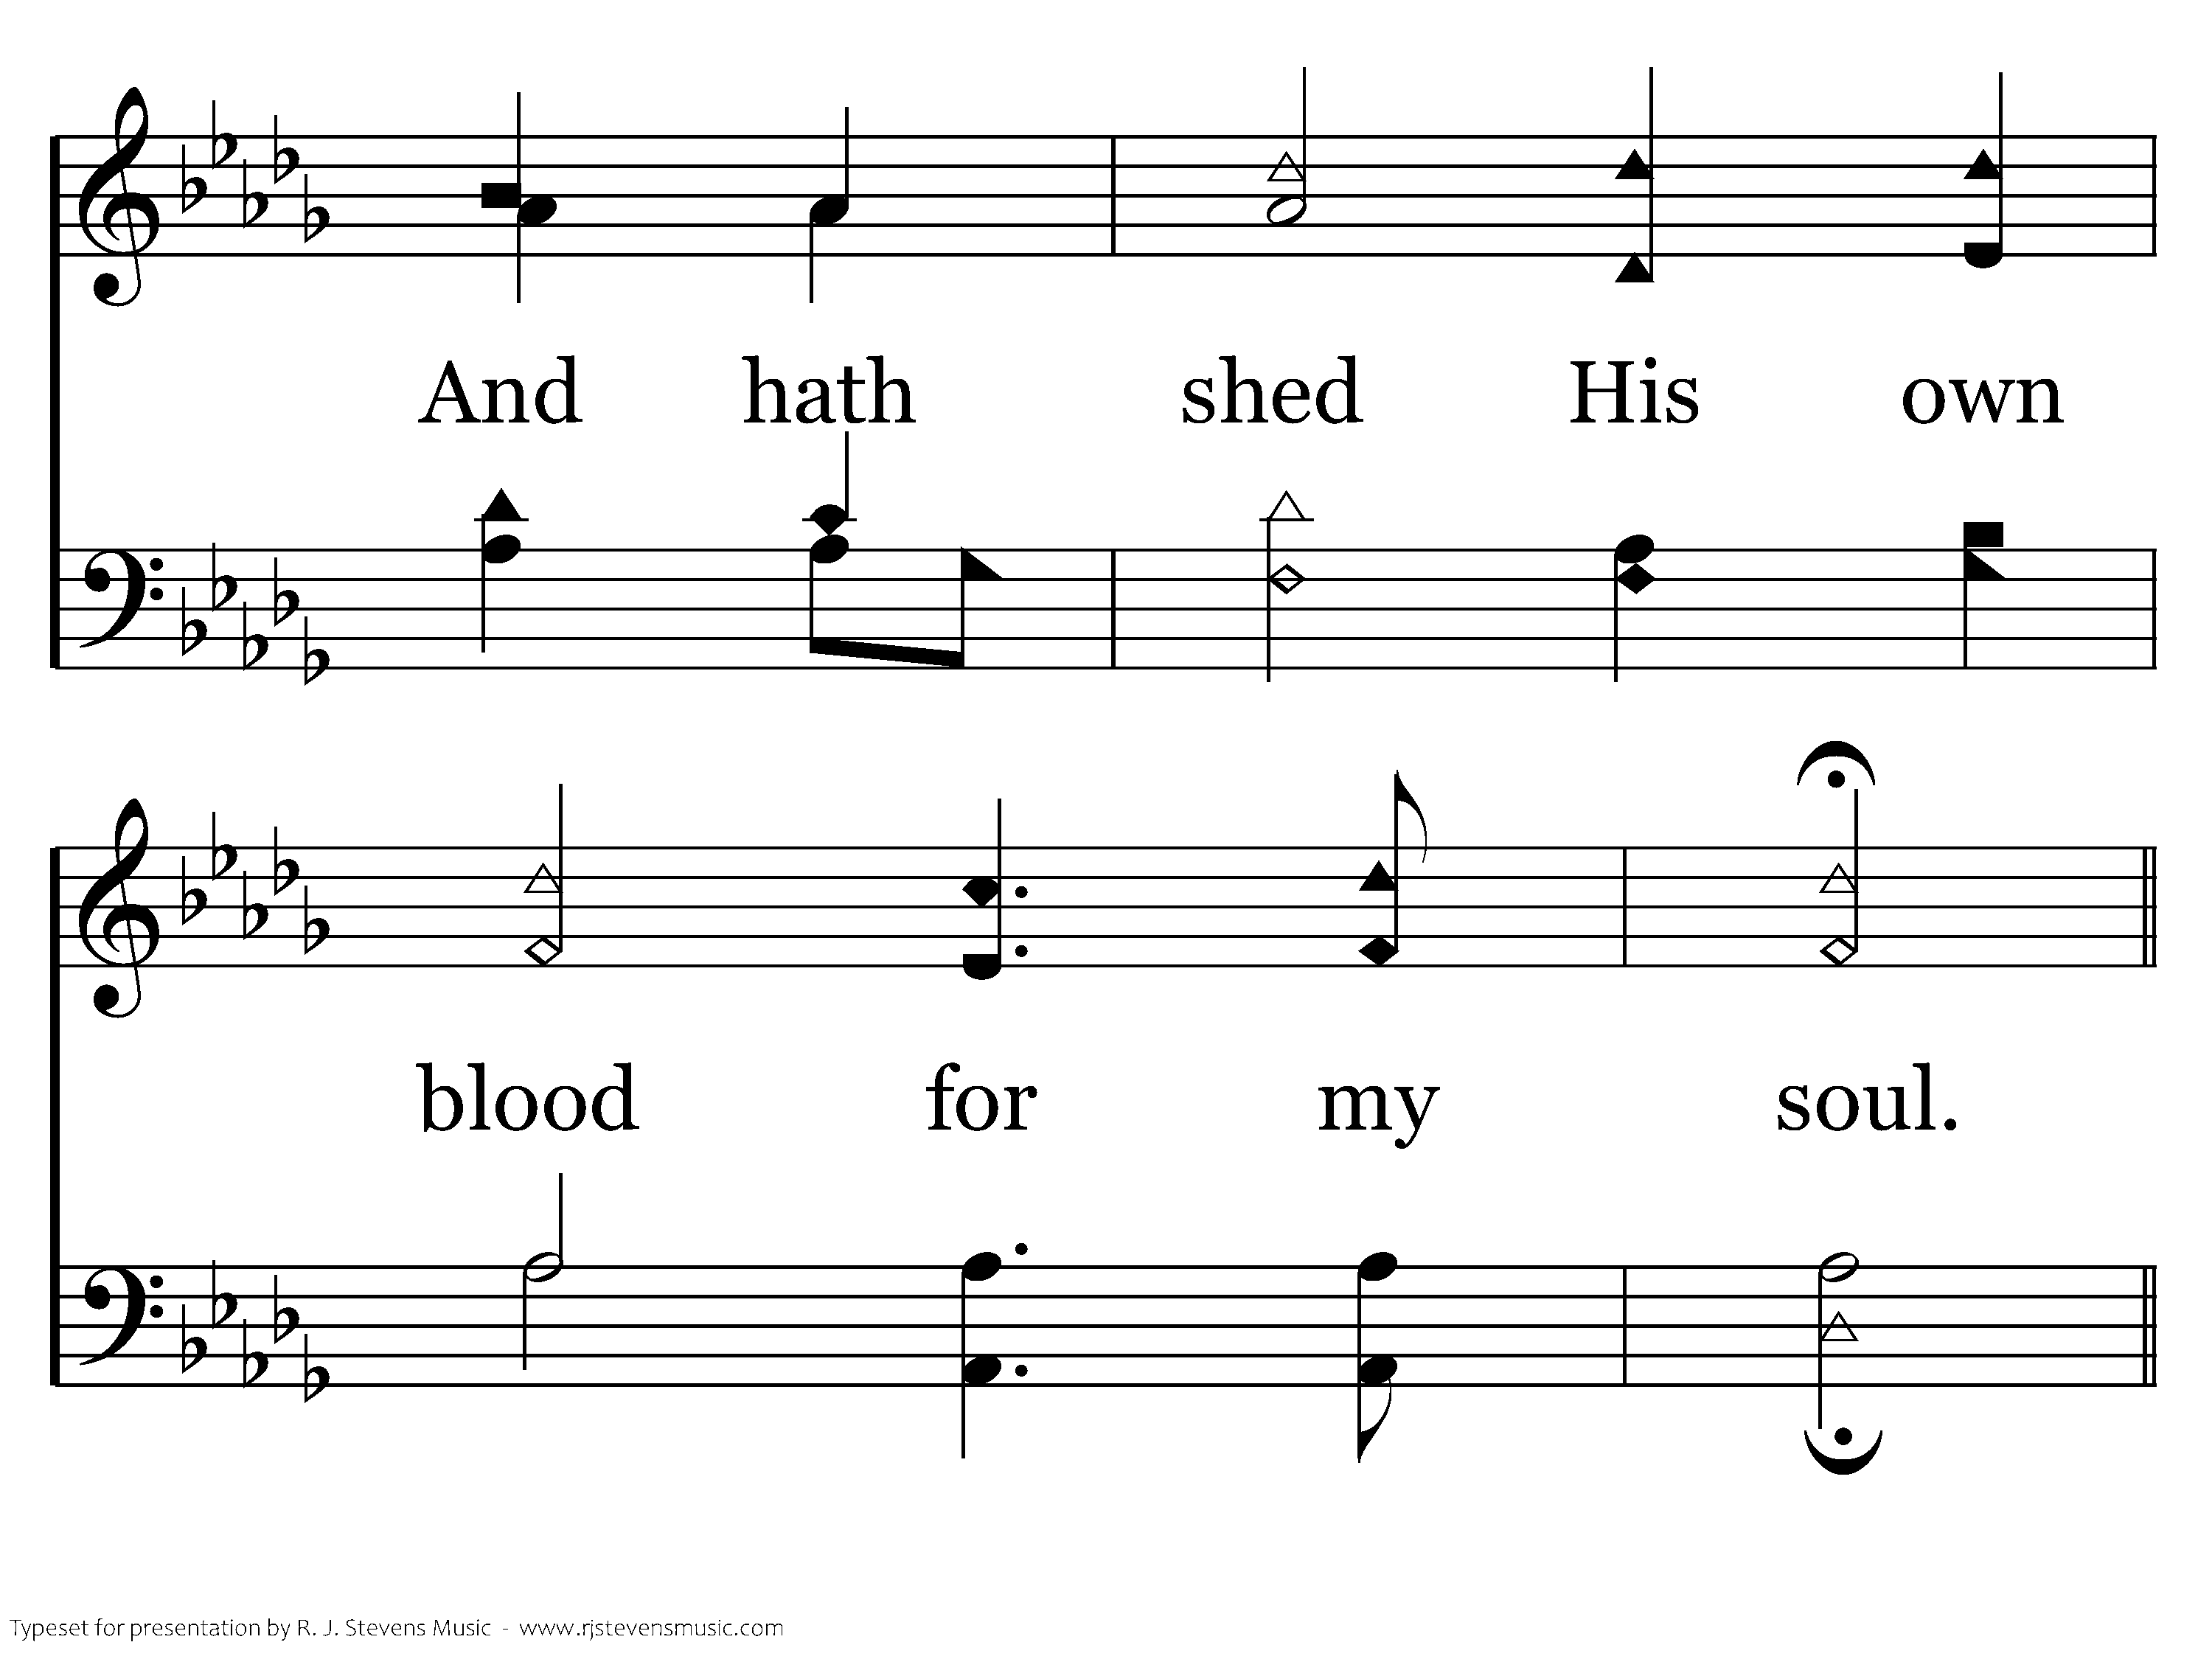 And hath shed His own
blood for my soul.
Typeset for presentation by R. J. Stevens Music - www.rjstevensmusic.com